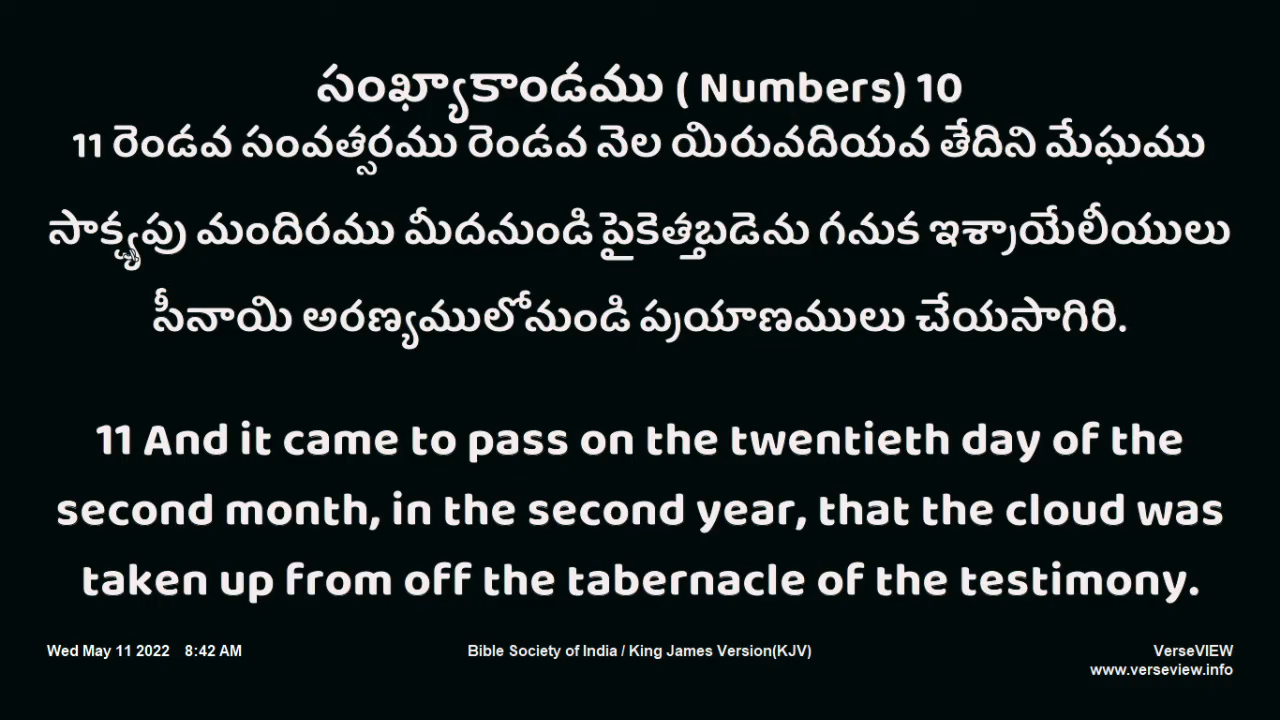 సంఖ్యాకాండము ( Numbers) 10
11 రెండవ సంవత్సరము రెండవ నెల యిరువదియవ తేదిని మేఘము
సాక్ష్యపు మందిరము మీదనుండి పైకెత్తబడెను గనుక ఇశ్రాయేలీయులు
సీనాయి అరణ్యములోనుండి ప్రయాణములు చేయసాగిరి.
11 And it came to pass on the twentieth day of the
second month, in the second year, that the cloud was
taken up from off the tabernacle of the testimony.
Wed May 11 2022 8:42 AM
Bible Society of India / King James Version(KJV)
VerseVIEW
www.verseview.info